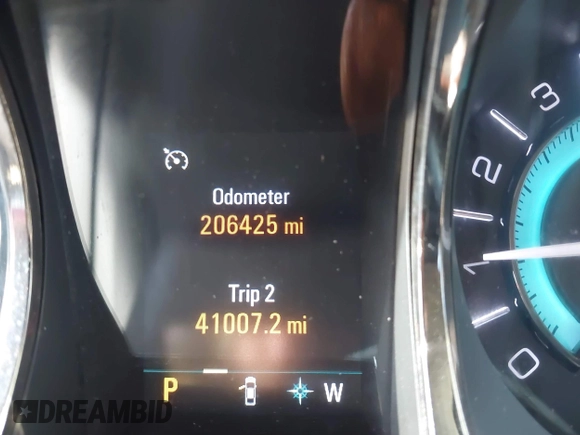 Odometer
206425 mi
Trip 2
41007.2 mi
P
W
3
2
1
0
DREAMBID